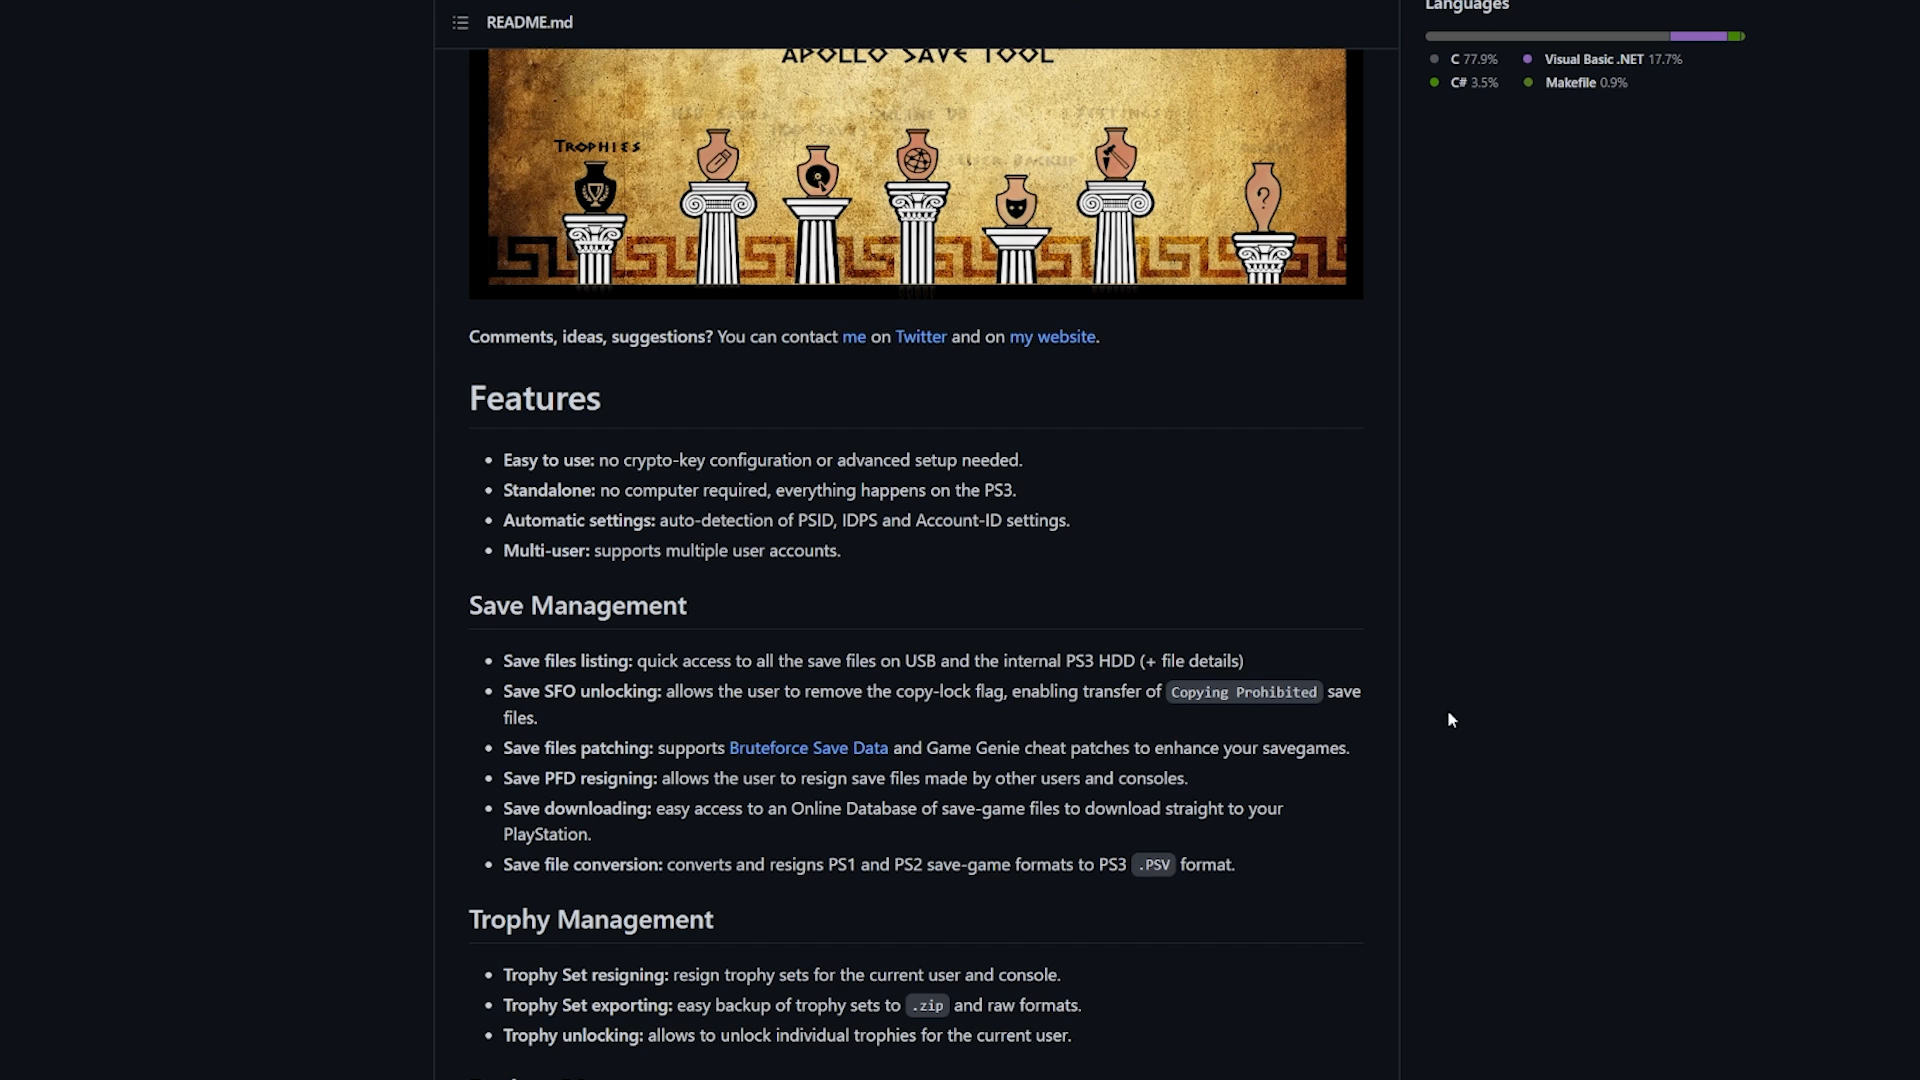 README.md
APOLLO SAVE TOOL
TROPHIES
USER BACKUP
Comments, ideas, suggestions? You can contact me on Twitter and on my website.
Features
Easy to use: no crypto-key configuration or advanced setup needed.
Standalone: no computer required, everything happens on the PS3.
Automatic settings: auto-detection of PSID, IDPS and Account-ID settings.
Multi-user: supports multiple user accounts.
Save Management
Save files listing: quick access to all the save files on USB and the internal PS3 HDD (+ file details)
Save SFO unlocking: allows the user to remove the copy-lock flag, enabling transfer of Copying Prohibited save
files.
Save files patching: supports Bruteforce Save Data and Game Genie cheat patches to enhance your savegames.
Save PFD resigning: allows the user to resign save files made by other users and consoles.
Save downloading: easy access to an Online Database of save-game files to download straight to your
PlayStation.
Save file conversion: converts and resigns PS1 and PS2 save-game formats to PS3 .PSV format.
Trophy Management
Trophy Set resigning: resign trophy sets for the current user and console.
Trophy Set exporting: easy backup of trophy sets to .zip and raw formats.
Trophy unlocking: allows to unlock individual trophies for the current user.
Languages
C 77.9% Visual Basic .NET 17.7%
C# 3.5% Makefile 0.9%